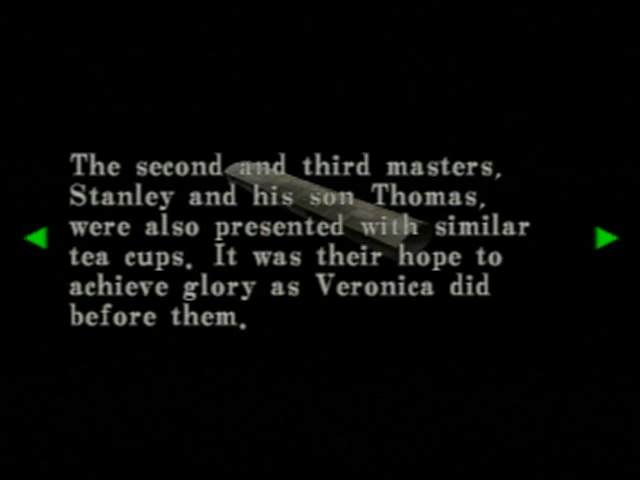 The second and third masters,
Stanley and his son Thomas,
were also presented with similar
tea cups. It was their hope to
achieve glory as Veronica did
before them.